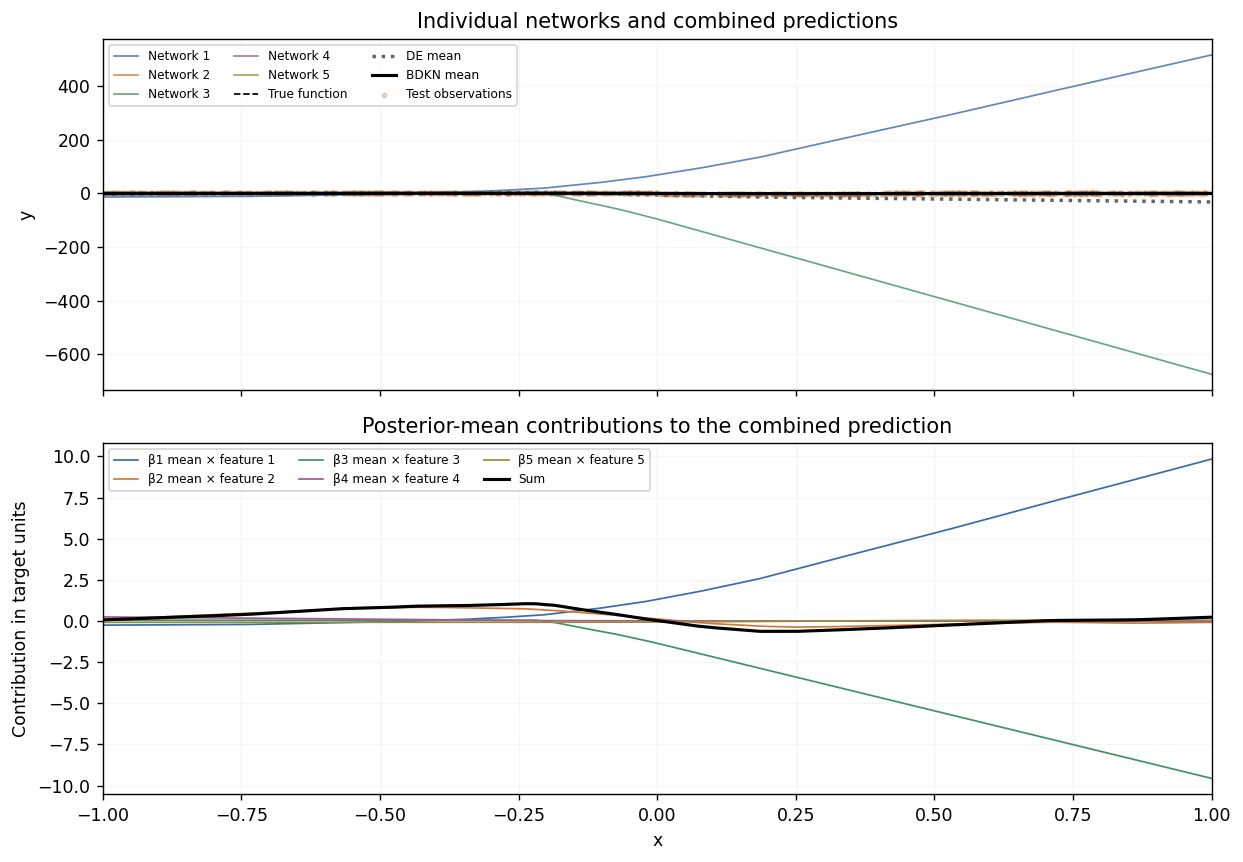 Individual networks and combined predictions
Network 1 Network 4 DE mean
Network 2 Network 5 BDKN mean
Network 3 True function Test observations
400
200
0
−200
−400
−600
y
Posterior-mean contributions to the combined prediction
β1 mean × feature 1 β3 mean × feature 3 β5 mean × feature 5
β2 mean × feature 2 β4 mean × feature 4 Sum
10.0
7.5
5.0
2.5
0.0
−2.5
−5.0
−7.5
−10.0
Contribution in target units
−1.00 −0.75 −0.50 −0.25 0.00 0.25 0.50 0.75 1.00
x